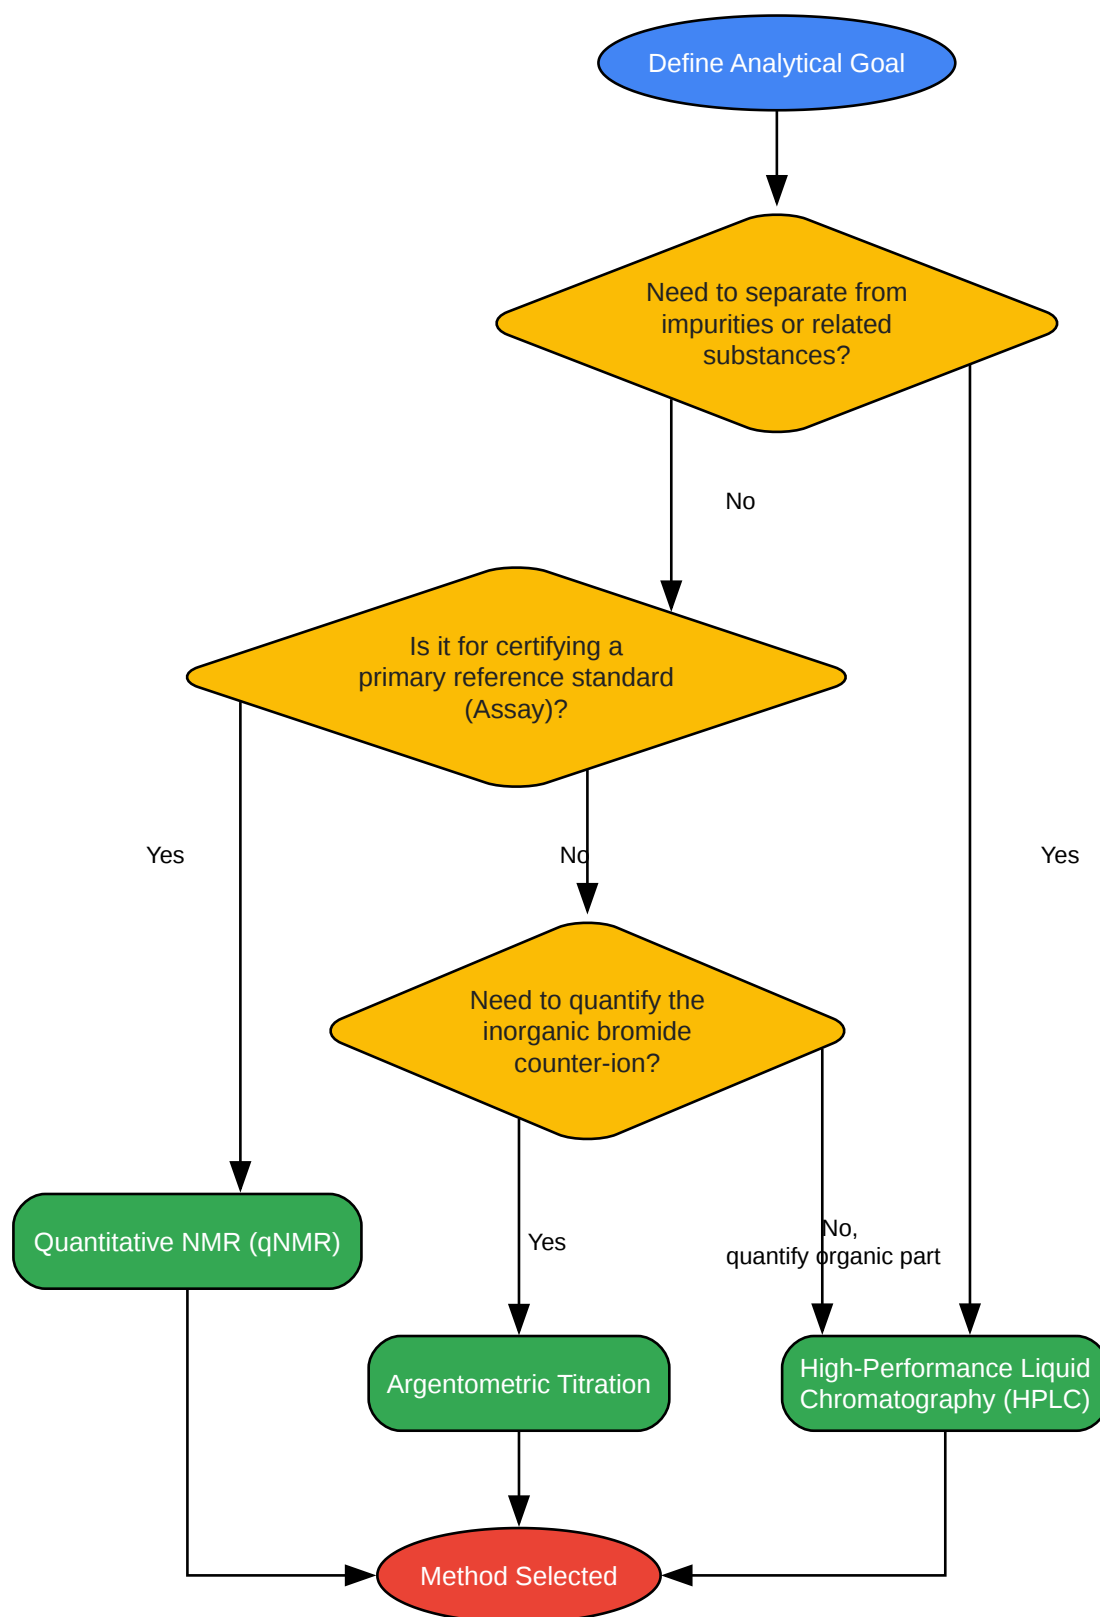 Define Analytical Goal
Need to separate from
impurities or related
substances?
No
Is it for certifying a
primary reference standard
(Assay)?
Yes
No
Yes
Need to quantify the
inorganic bromide
counter-ion?
Quantitative NMR (qNMR)
Yes
No,
quantify organic part
Argentometric Titration
High-Performance Liquid
Chromatography (HPLC)
Method Selected